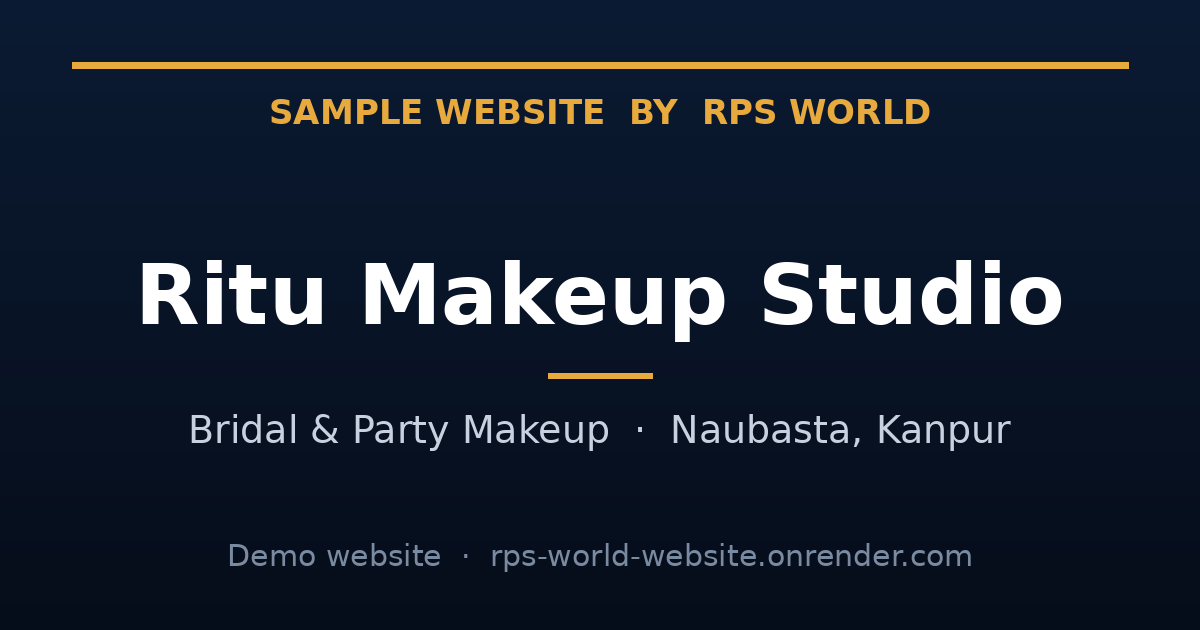 SAMPLE WEBSITE BY RPS WORLD
Ritu Makeup Studio
Bridal & Party Makeup · Naubasta, Kanpur
Demo website · rps-world-website.onrender.com